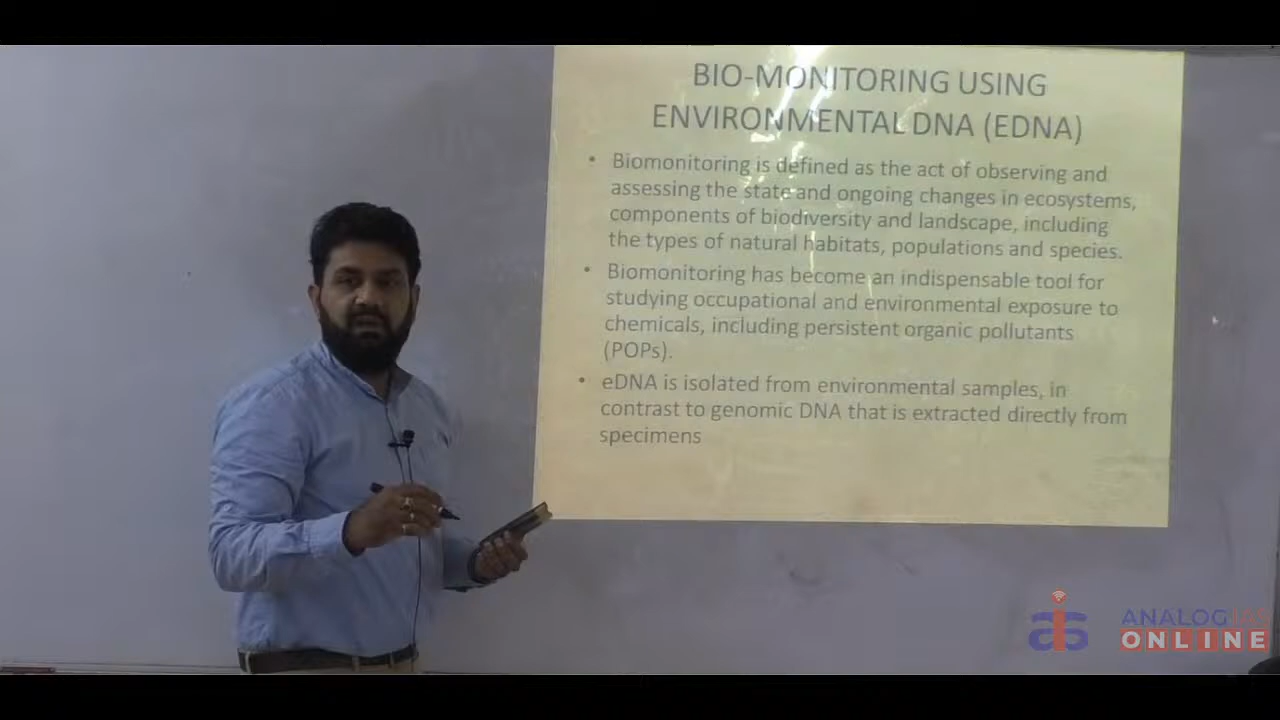 BIO-MONITORING USING
ENVIRONMENTAL DNA (EDNA)
• Biomonitoring is defined as the act of observing and
assessing the state and ongoing changes in ecosystems,
components of biodiversity and landscape, including
the types of natural habitats, populations and species.
• Biomonitoring has become an indispensable tool for
studying occupational and environmental exposure to
chemicals, including persistent organic pollutants
(POPs).
• eDNA is isolated from environmental samples, in
contrast to genomic DNA that is extracted directly from
specimens
ANALOG IAS
ONLINE